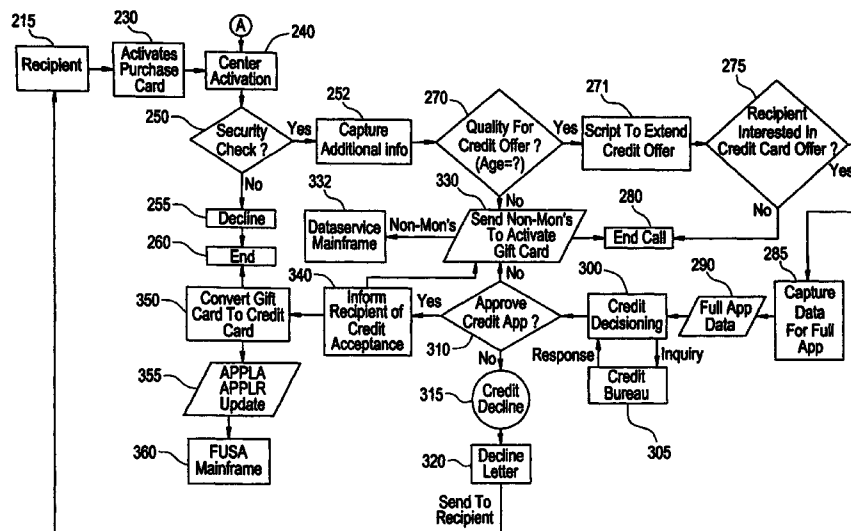 215
230
A
240
Recipient
Activates
Purchase
Card
Center
Activation
250
Security
Check ?
Yes
No
252
Capture
Additional info
270
Quality For
Credit Offer ?
(Age=?)
Yes
No
271
Script To Extend
Credit Offer
275
Recipient
Interested In
Credit Card Offer ?
Yes
No
255
Decline
260
End
332
Dataservice
Mainframe
Non-Mon's
330
Send Non-Mon's
To Activate
Gift Card
280
End Call
285
Capture
Data
For Full
App
290
Full App
Data
300
Credit
Decisioning
Response
Inquiry
Credit
Bureau
305
No
Approve
Credit App ?
310
Yes
No
340
Inform
Recipient of
Credit
Acceptance
350
Convert Gift
Card To Credit
Card
355
APPLA
APPLR
Update
360
FUSA
Mainframe
315
Credit
Decline
320
Decline
Letter
Send To
Recipient